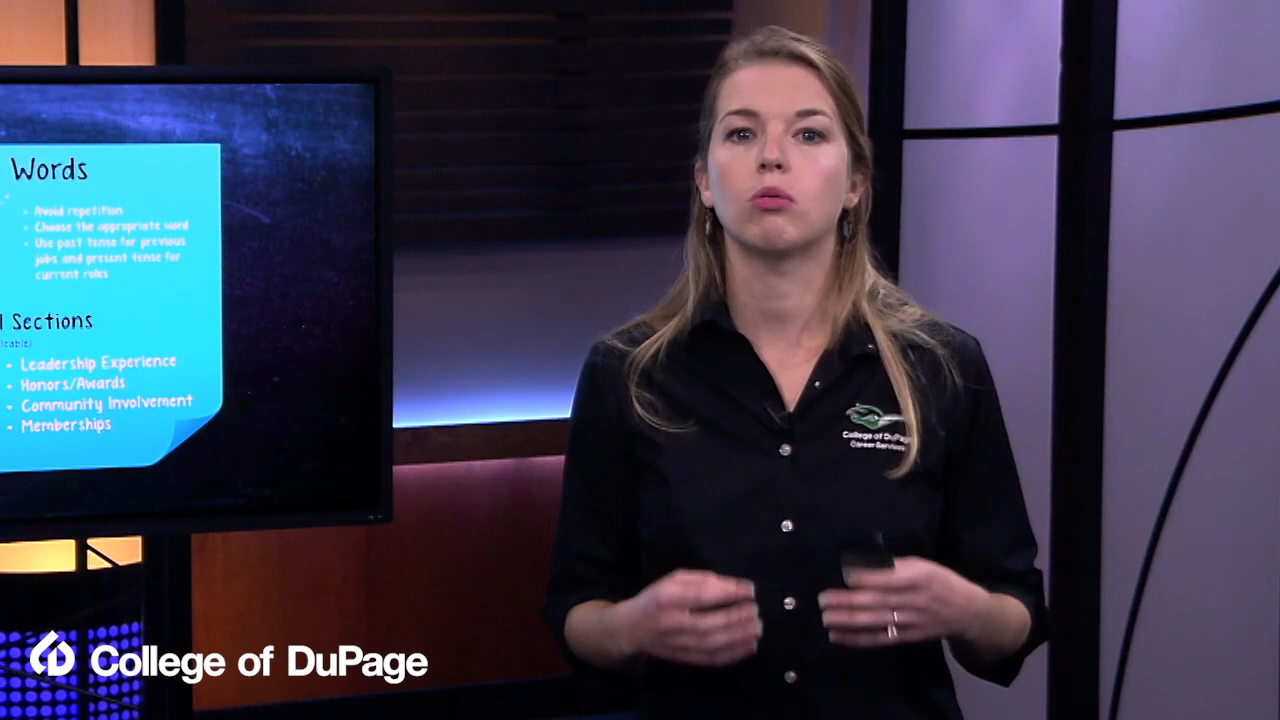 Words
• Avoid repetition
• Choose the appropriate word
• Use past tense for previous
jobs and present tense for
current roles
l Sections
licable)
• Leadership Experience
• Honors/Awards
• Community Involvement
• Memberships
College of DuPage
Career Services
College of DuPage